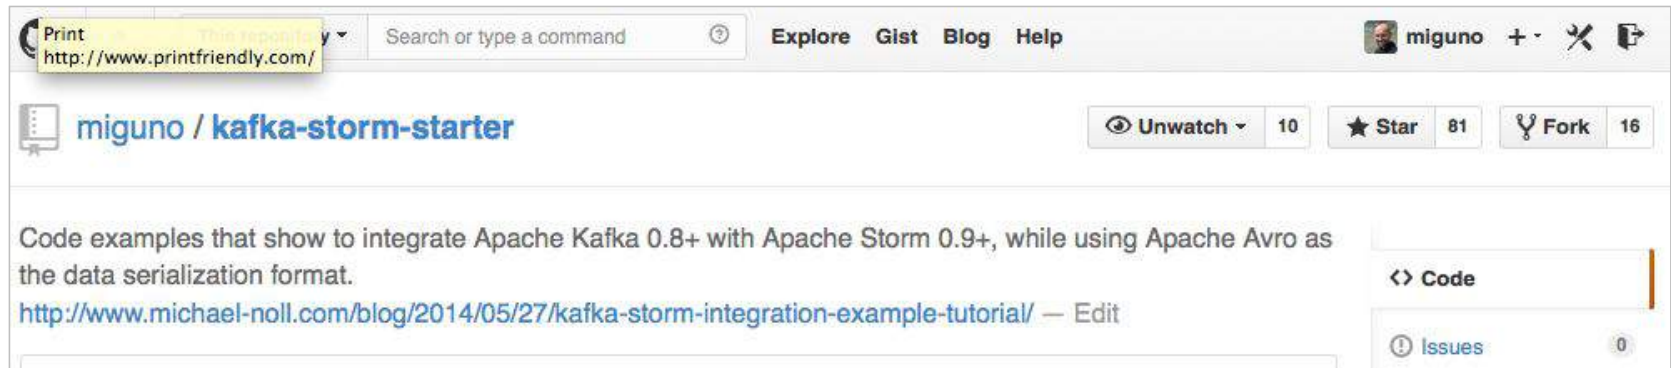 Print
http://www.printfriendly.com/
This repository
Search or type a command
Explore Gist Blog Help
miguno
miguno / kafka-storm-starter
Unwatch 10
Star 81
Fork 16
Code examples that show to integrate Apache Kafka 0.8+ with Apache Storm 0.9+, while using Apache Avro as
the data serialization format.
http://www.michael-noll.com/blog/2014/05/27/kafka-storm-integration-example-tutorial/ — Edit
<> Code
Issues 0